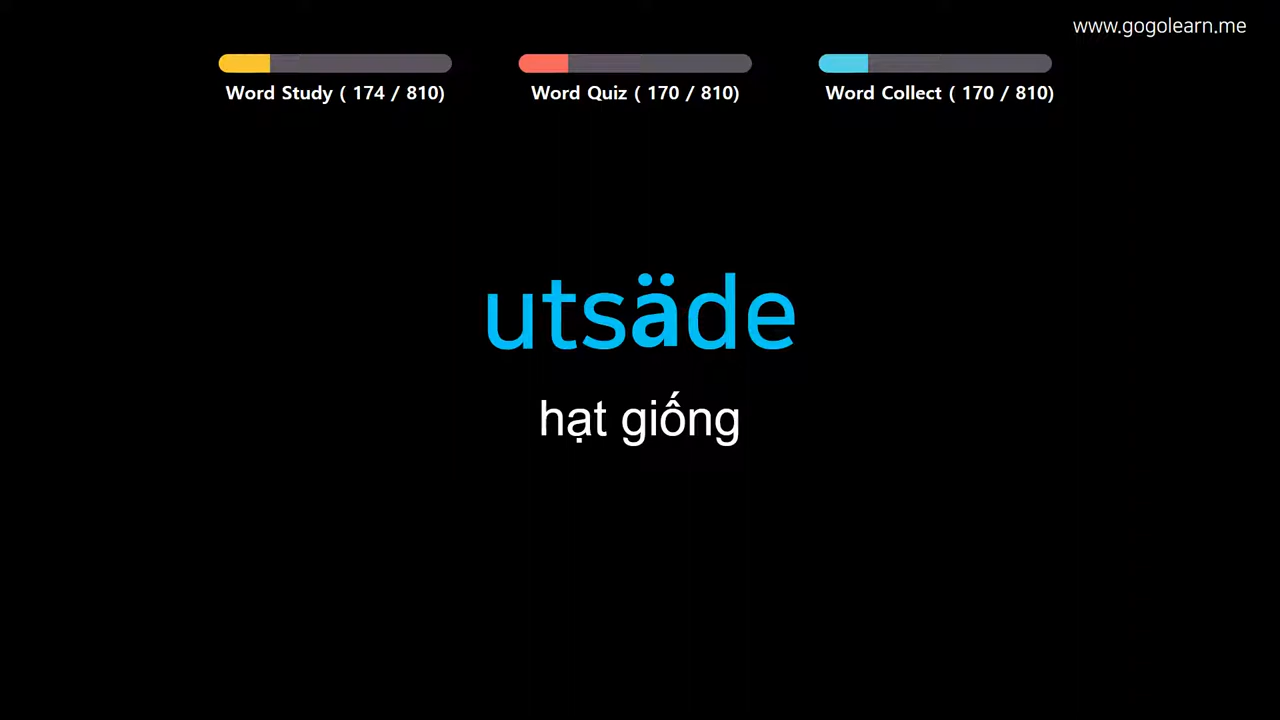 www.gogolearn.me
Word Study ( 174 / 810)
Word Quiz ( 170 / 810)
Word Collect ( 170 / 810)
utsäde
hạt giống